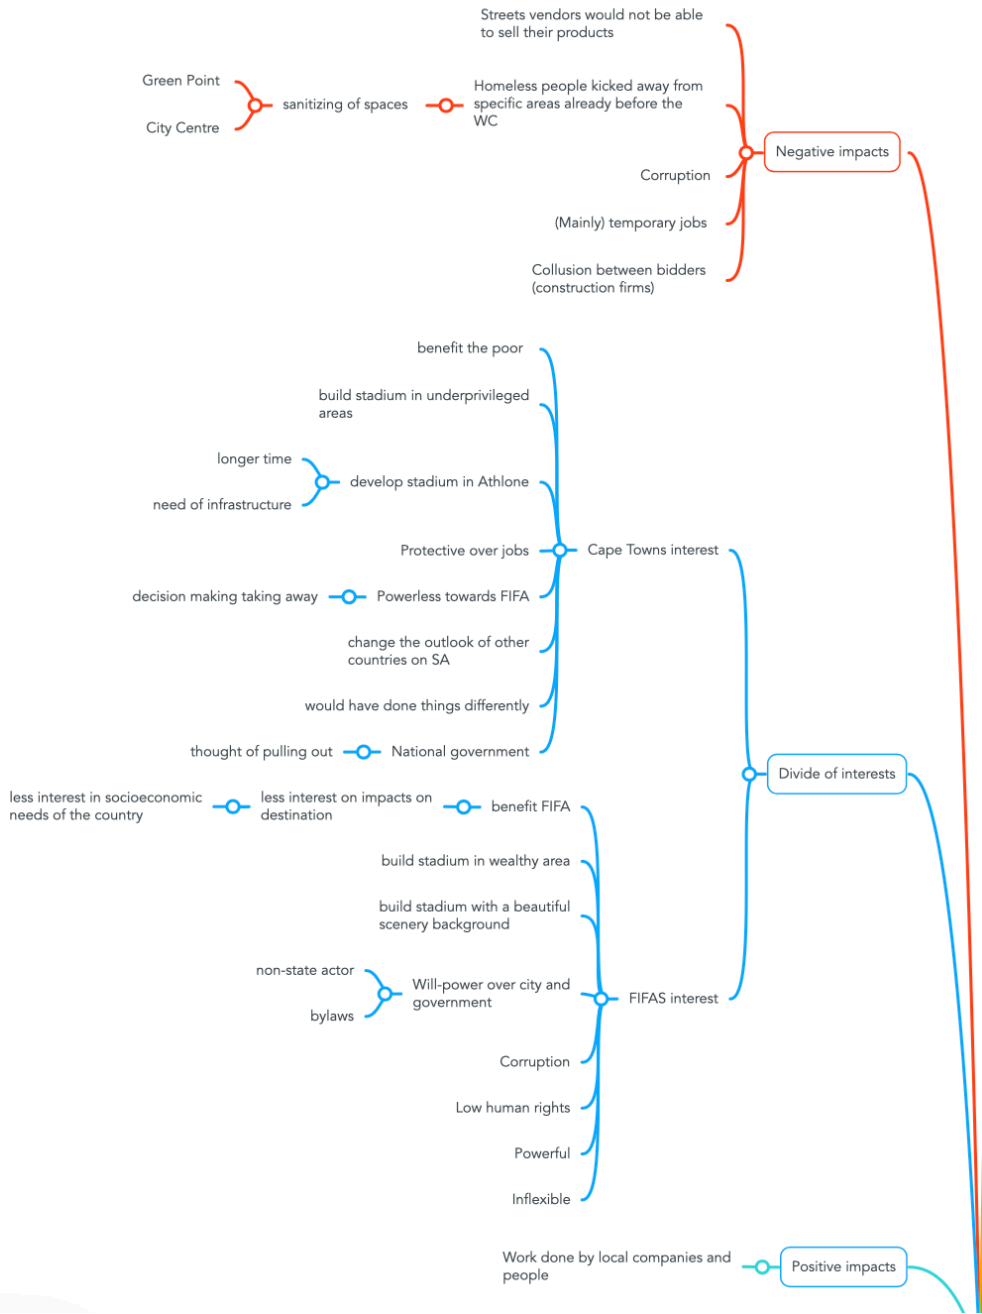 Streets vendors would not be able
to sell their products
Green Point
City Centre
sanitizing of spaces
Homeless people kicked away from
specific areas already before the
WC
Negative impacts
Corruption
(Mainly) temporary jobs
Collusion between bidders
(construction firms)
benefit the poor
build stadium in underprivileged
areas
longer time
need of infrastructure
develop stadium in Athlone
Protective over jobs
Cape Towns interest
decision making taking away
Powerless towards FIFA
change the outlook of other
countries on SA
would have done things differently
thought of pulling out
National government
Divide of interests
less interest in socioeconomic
needs of the country
less interest on impacts on
destination
benefit FIFA
build stadium in wealthy area
build stadium with a beautiful
scenery background
non-state actor
bylaws
Will-power over city and
government
FIFAS interest
Corruption
Low human rights
Powerful
Inflexible
Work done by local companies and
people
Positive impacts